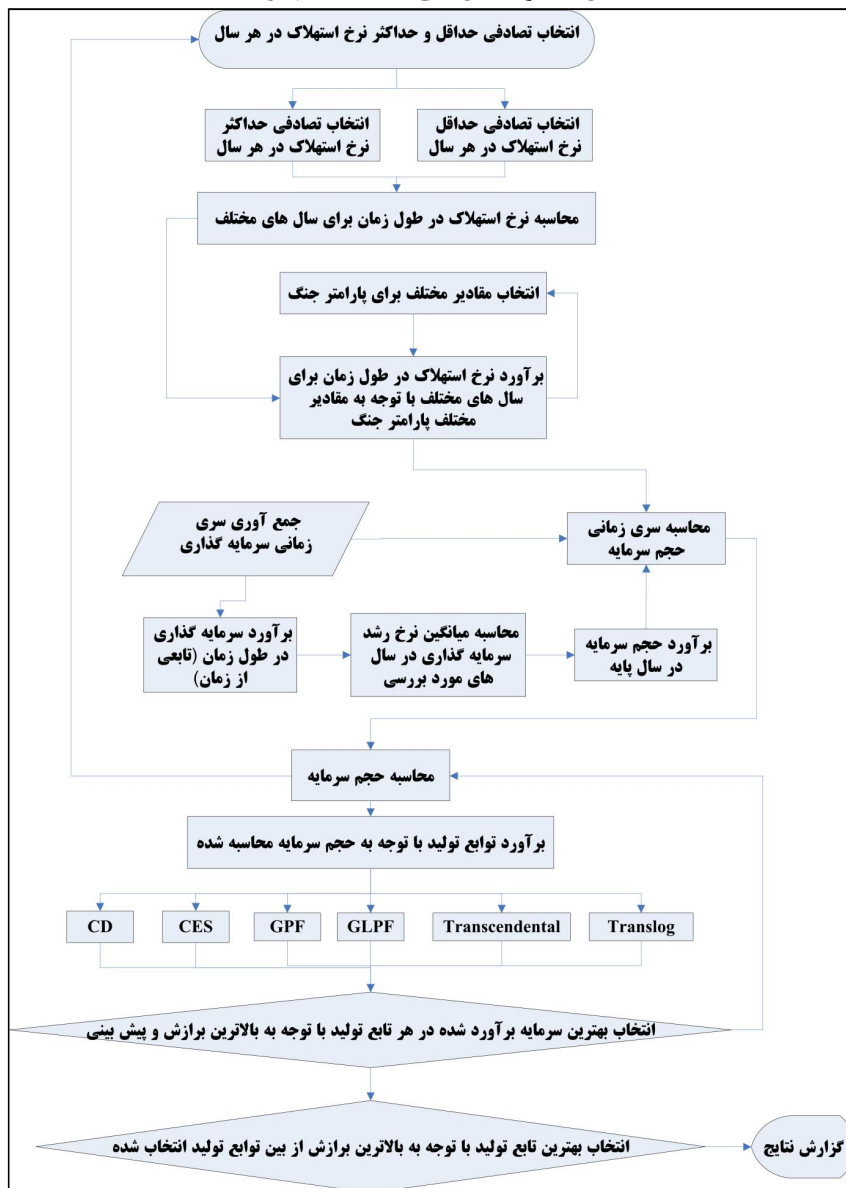 انتخاب تصادفی حداقل و حداکثر نرخ استهلاک در هر سال
انتخاب تصادفی حداقل
نرخ استهلاک در هر سال
انتخاب تصادفی حداکثر
نرخ استهلاک در هر سال
محاسبه نرخ استهلاک در طول زمان برای سال های مختلف
انتخاب مقادیر مختلف برای پارامتر جنگ
برآورد نرخ استهلاک در طول زمان برای
سال های مختلف با توجه به مقادیر
مختلف پارامتر جنگ
جمع آوری سری
زمانی سرمایه گذاری
محاسبه سری زمانی
حجم سرمایه
برآورد سرمایه گذاری
در طول زمان (تابعی
از زمان)
محاسبه میانگین نرخ رشد
سرمایه گذاری در سال
های مورد بررسی
برآورد حجم سرمایه
در سال پایه
محاسبه حجم سرمایه
برآورد توابع تولید با توجه به حجم سرمایه محاسبه شده
CD
CES
GPF
GLPF
Transcendental
Translog
انتخاب بهترین سرمایه برآورد شده در هر تابع تولید با توجه به بالاترین برازش و پیش بینی
انتخاب بهترین تابع تولید با توجه به بالاترین برازش از بین توابع تولید انتخاب شده
گزارش نتایج